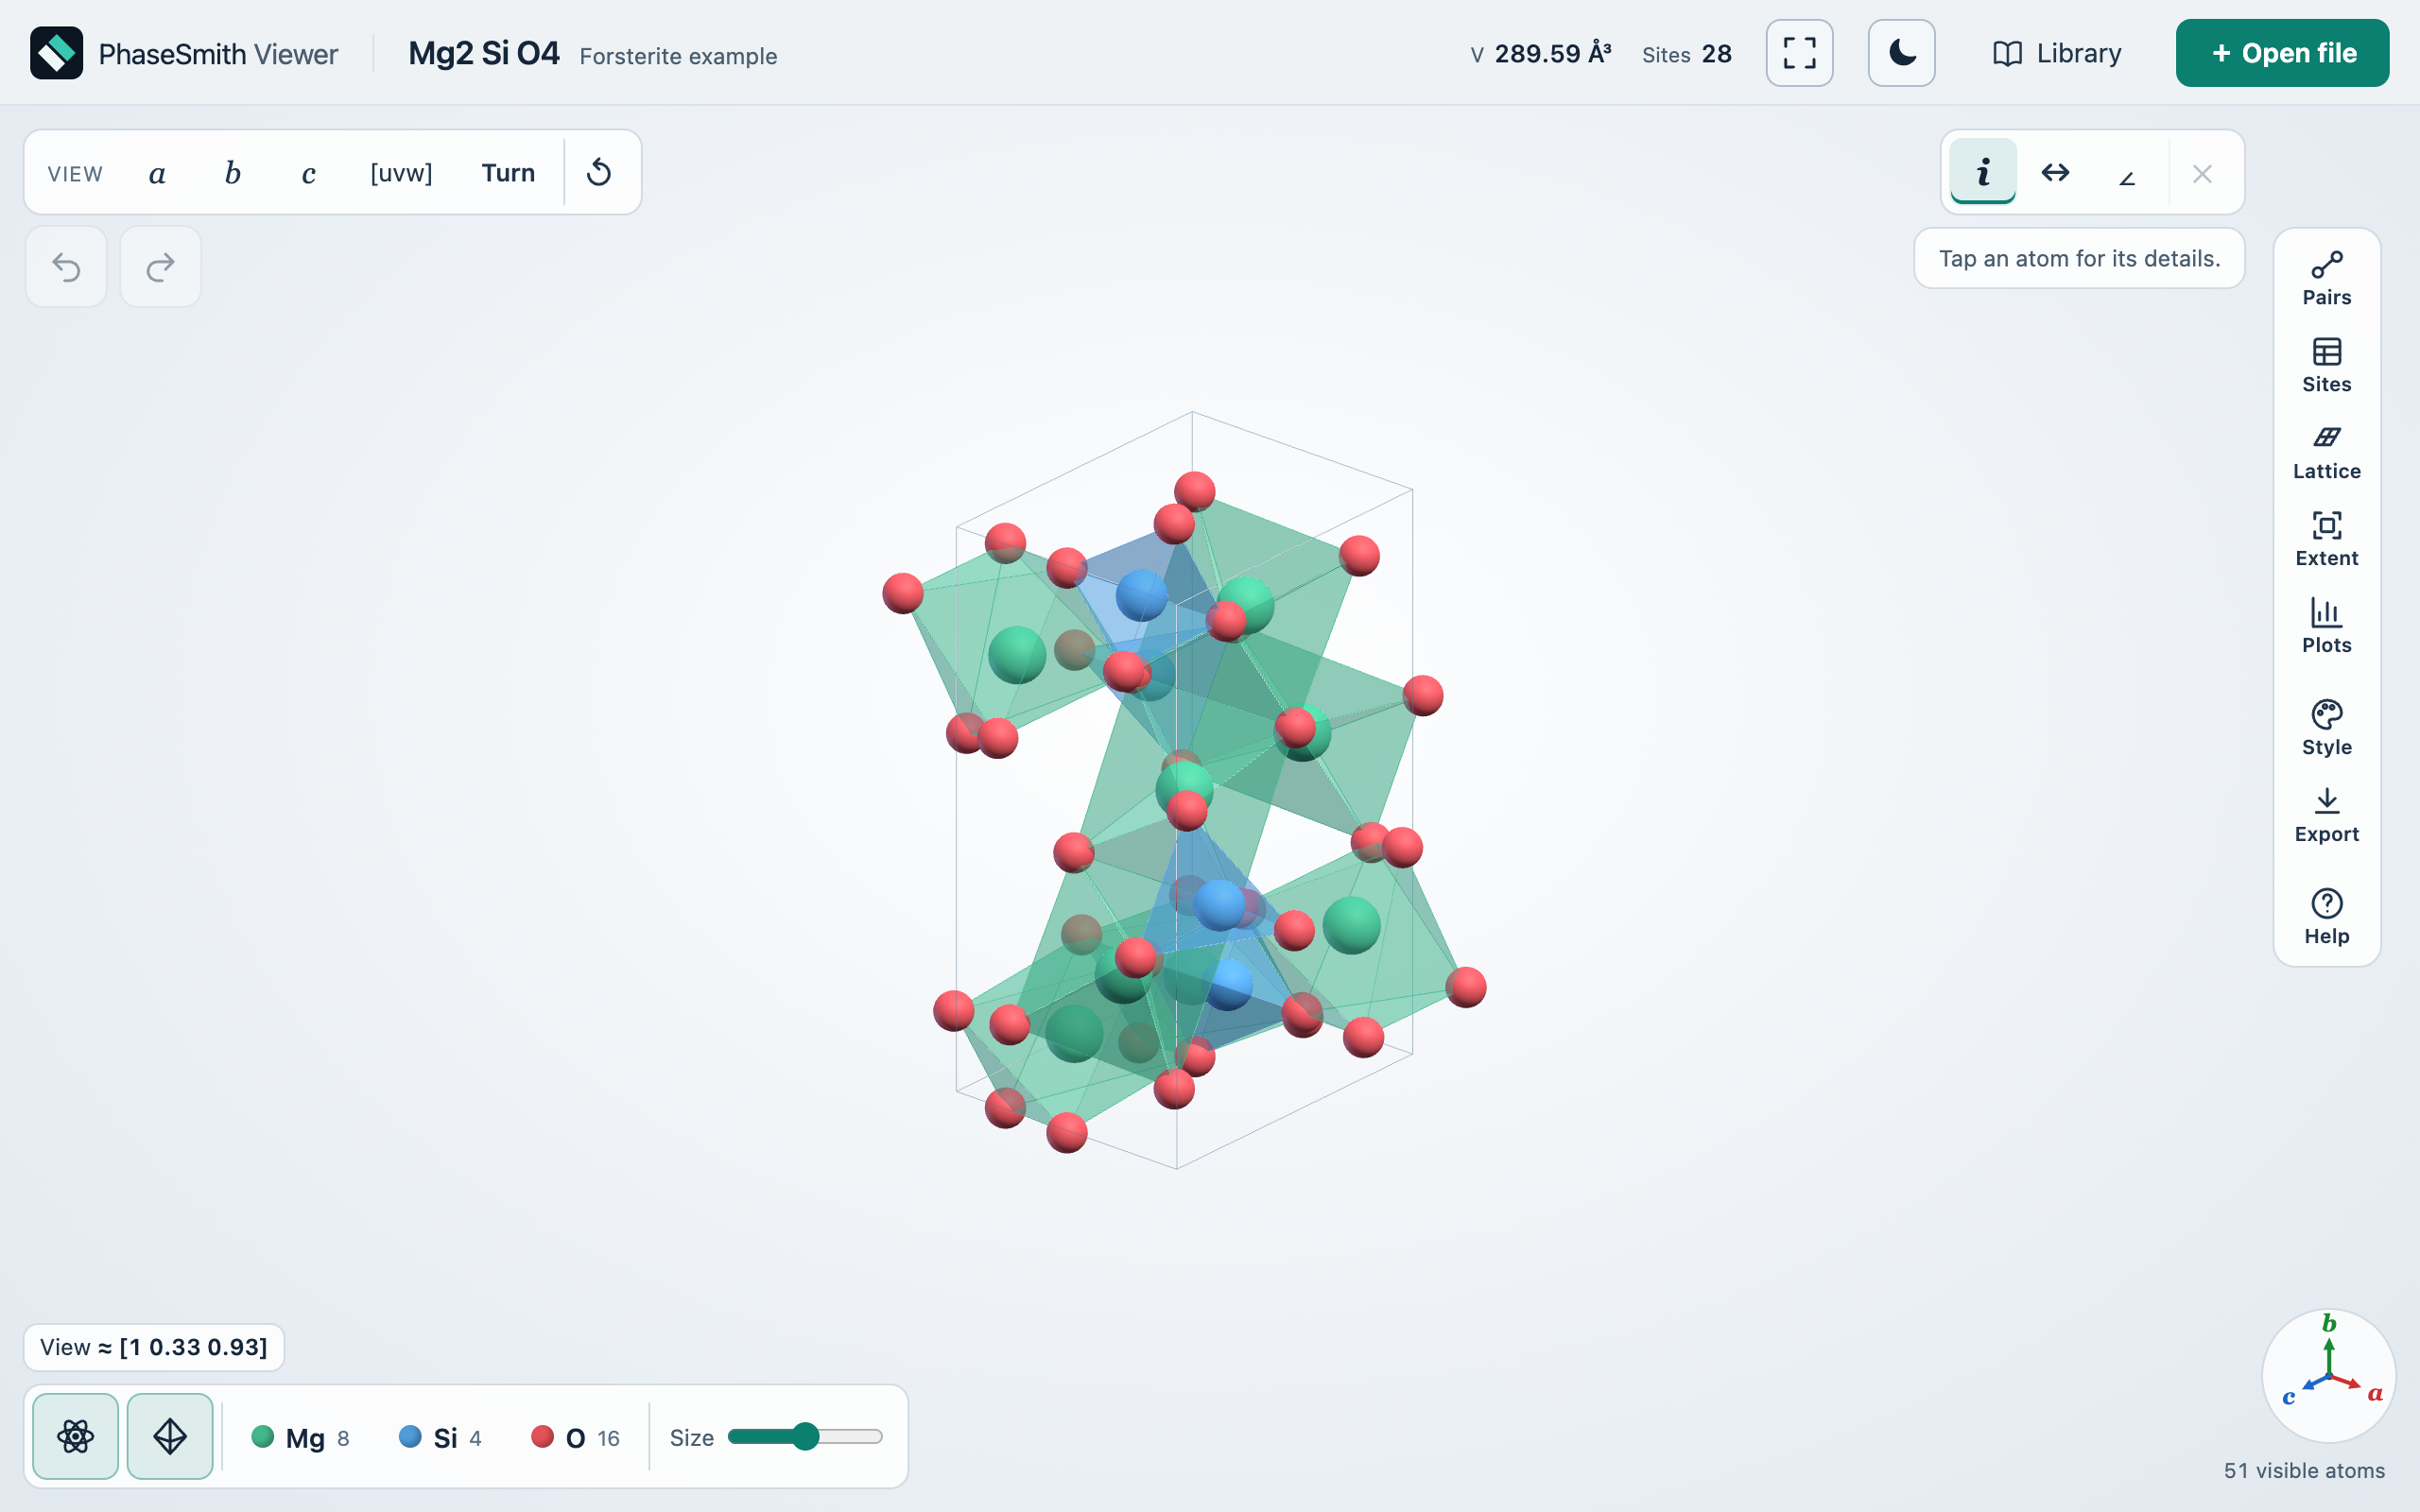 PhaseSmith Viewer
Mg2 Si O4 Forsterite example
V 289.59 Å³ Sites 28
Library
+ Open file
VIEW a b c [uvw] Turn
i
Tap an atom for its details.
Pairs
Sites
Lattice
Extent
Plots
Style
Export
Help
View ≈ [1 0.33 0.93]
Mg 8 Si 4 O 16 Size
b
c a
51 visible atoms